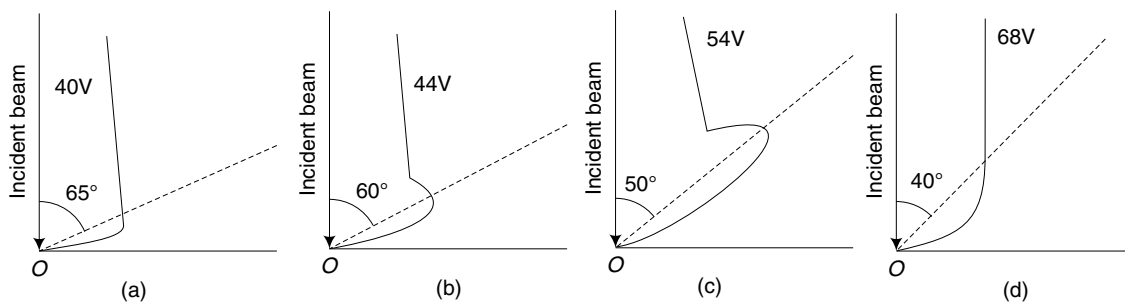 Incident beam
40V
65°
O
(a)
Incident beam
44V
60°
O
(b)
Incident beam
54V
50°
O
(c)
Incident beam
68V
40°
O
(d)